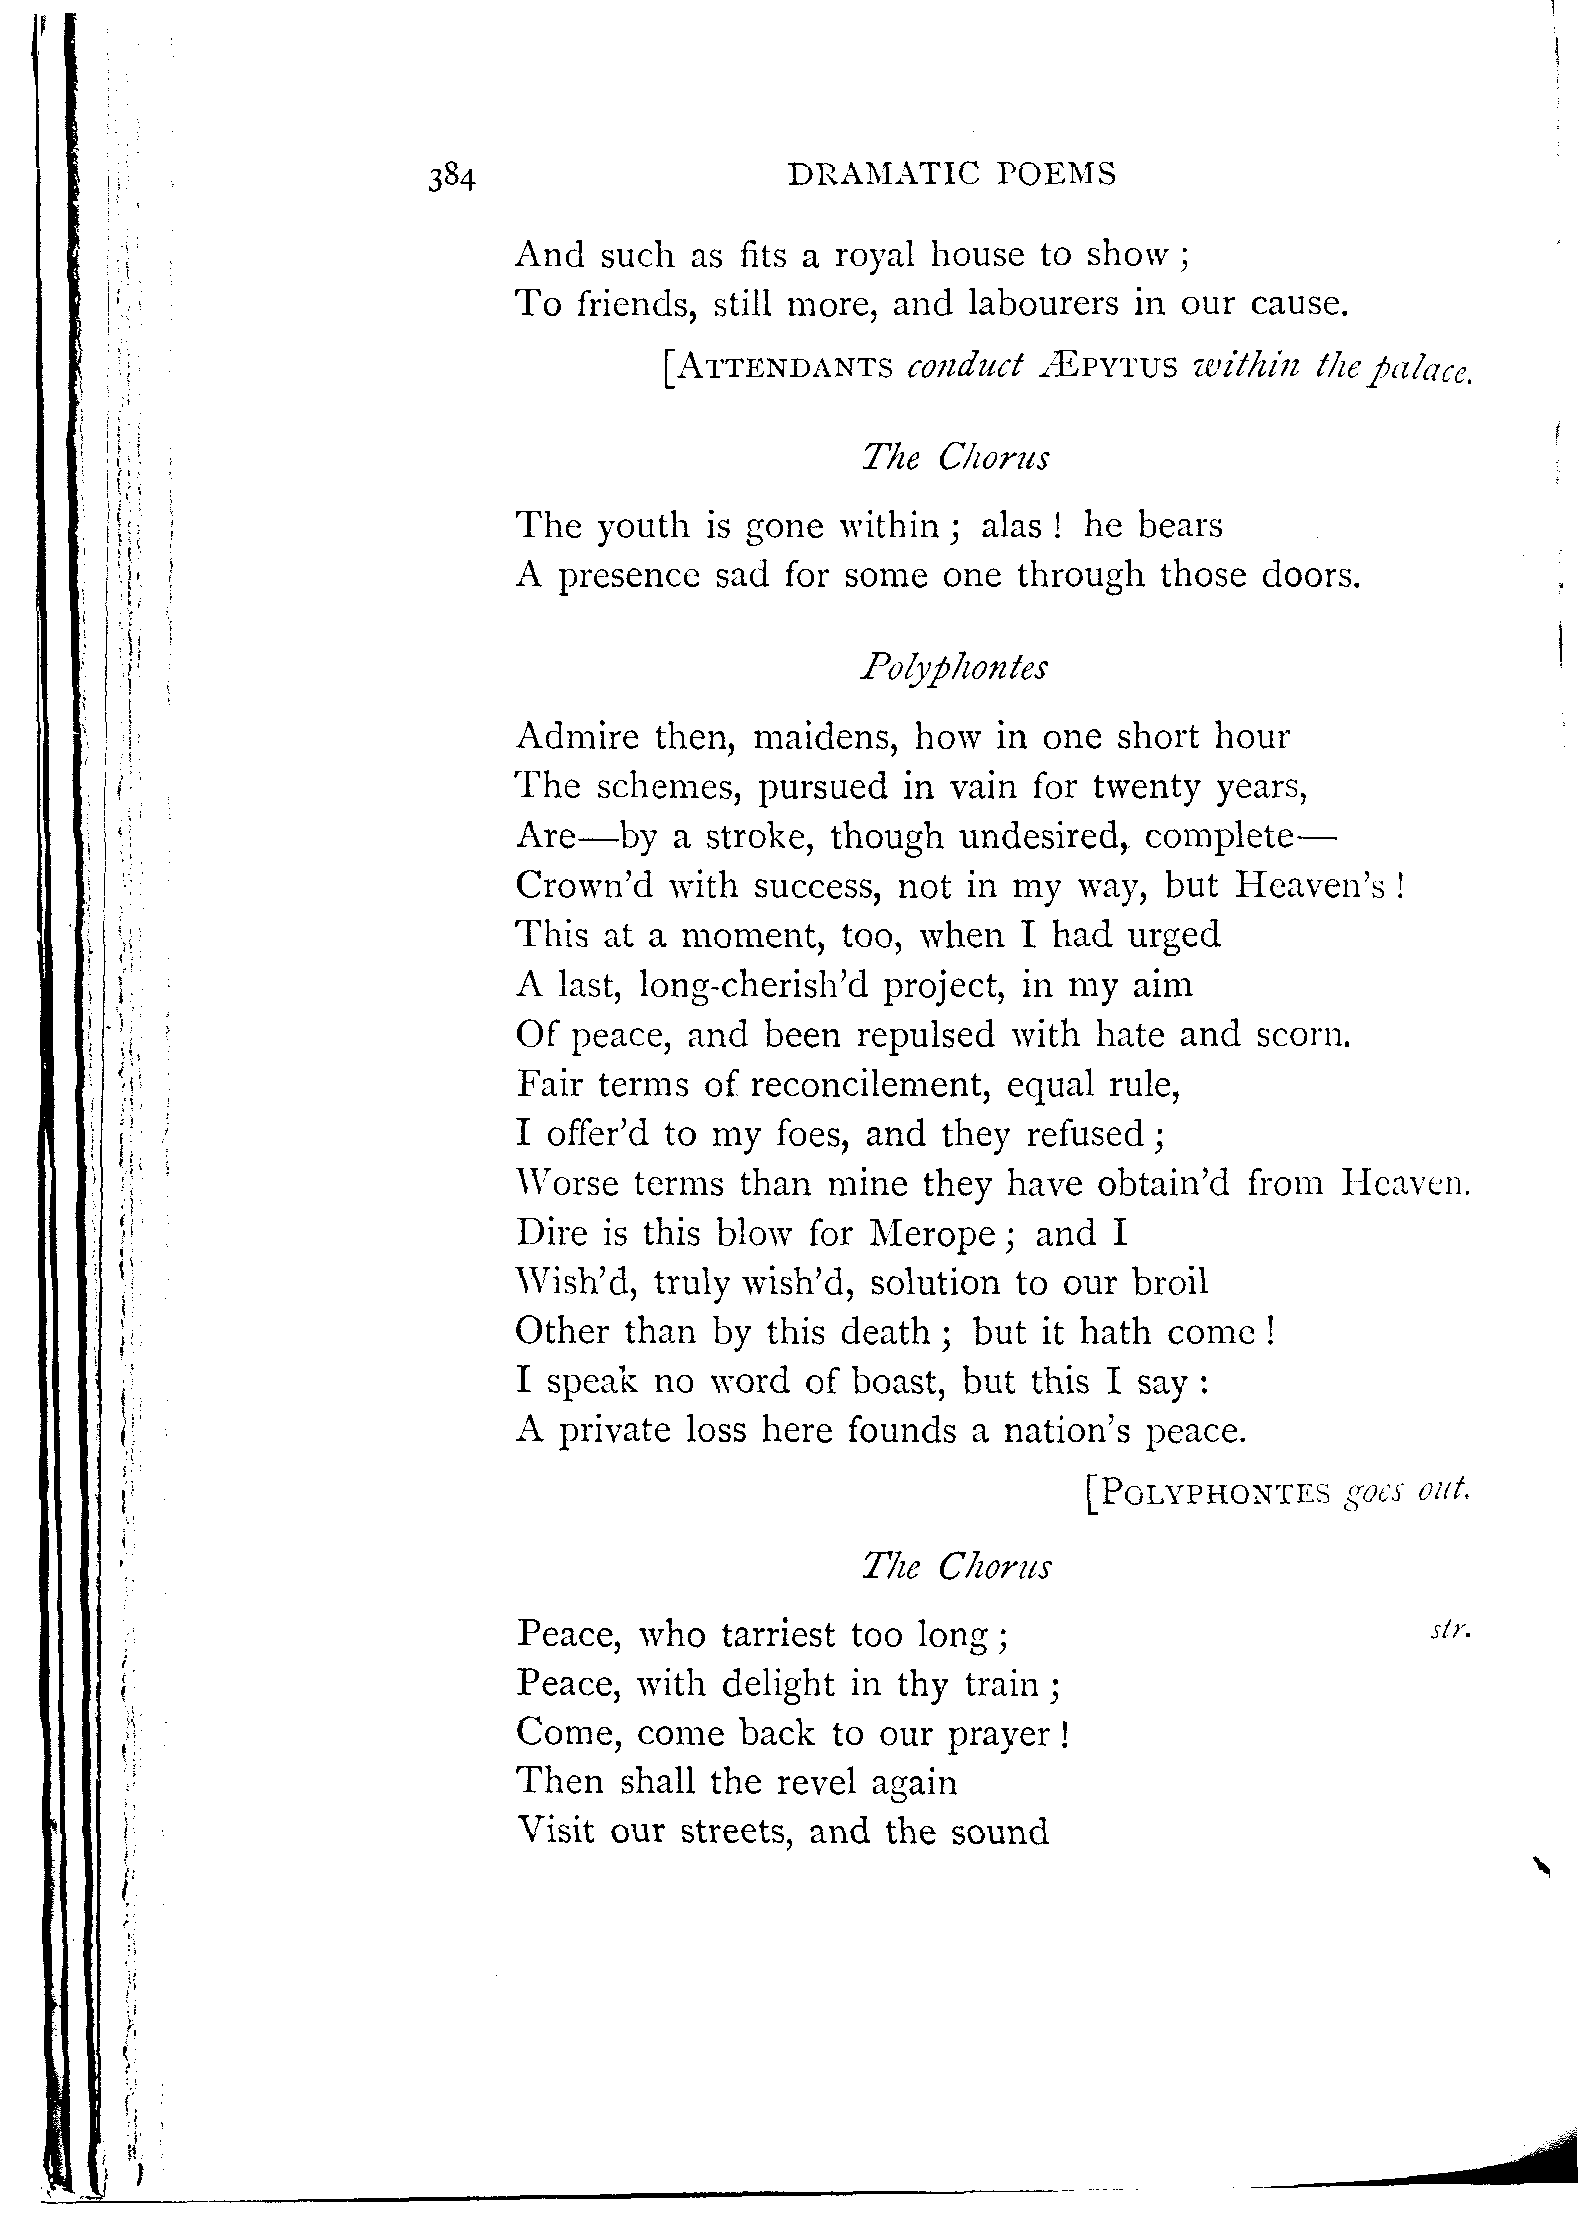 384 DRAMATIC POEMS
And such as fits a royal house to show ;
To friends, still more, and labourers in our cause.
[ATTENDANTS conduct ÆPYTUS within the palace.
The Chorus
The youth is gone within ; alas ! he bears
A presence sad for some one through those doors.
Polyphontes
Admire then, maidens, how in one short hour
The schemes, pursued in vain for twenty years,
Are—by a stroke, though undesired, complete—
Crown'd with success, not in my way, but Heaven's !
This at a moment, too, when I had urged
A last, long-cherish'd project, in my aim
Of peace, and been repulsed with hate and scorn.
Fair terms of reconcilement, equal rule,
I offer'd to my foes, and they refused ;
Worse terms than mine they have obtain'd from Heaven.
Dire is this blow for Merope ; and I
Wish'd, truly wish'd, solution to our broil
Other than by this death ; but it hath come !
I speak no word of boast, but this I say :
A private loss here founds a nation's peace.
[POLYPHONTES goes out.
The Chorus
Peace, who tarriest too long ; str.
Peace, with delight in thy train ;
Come, come back to our prayer !
Then shall the revel again
Visit our streets, and the sound